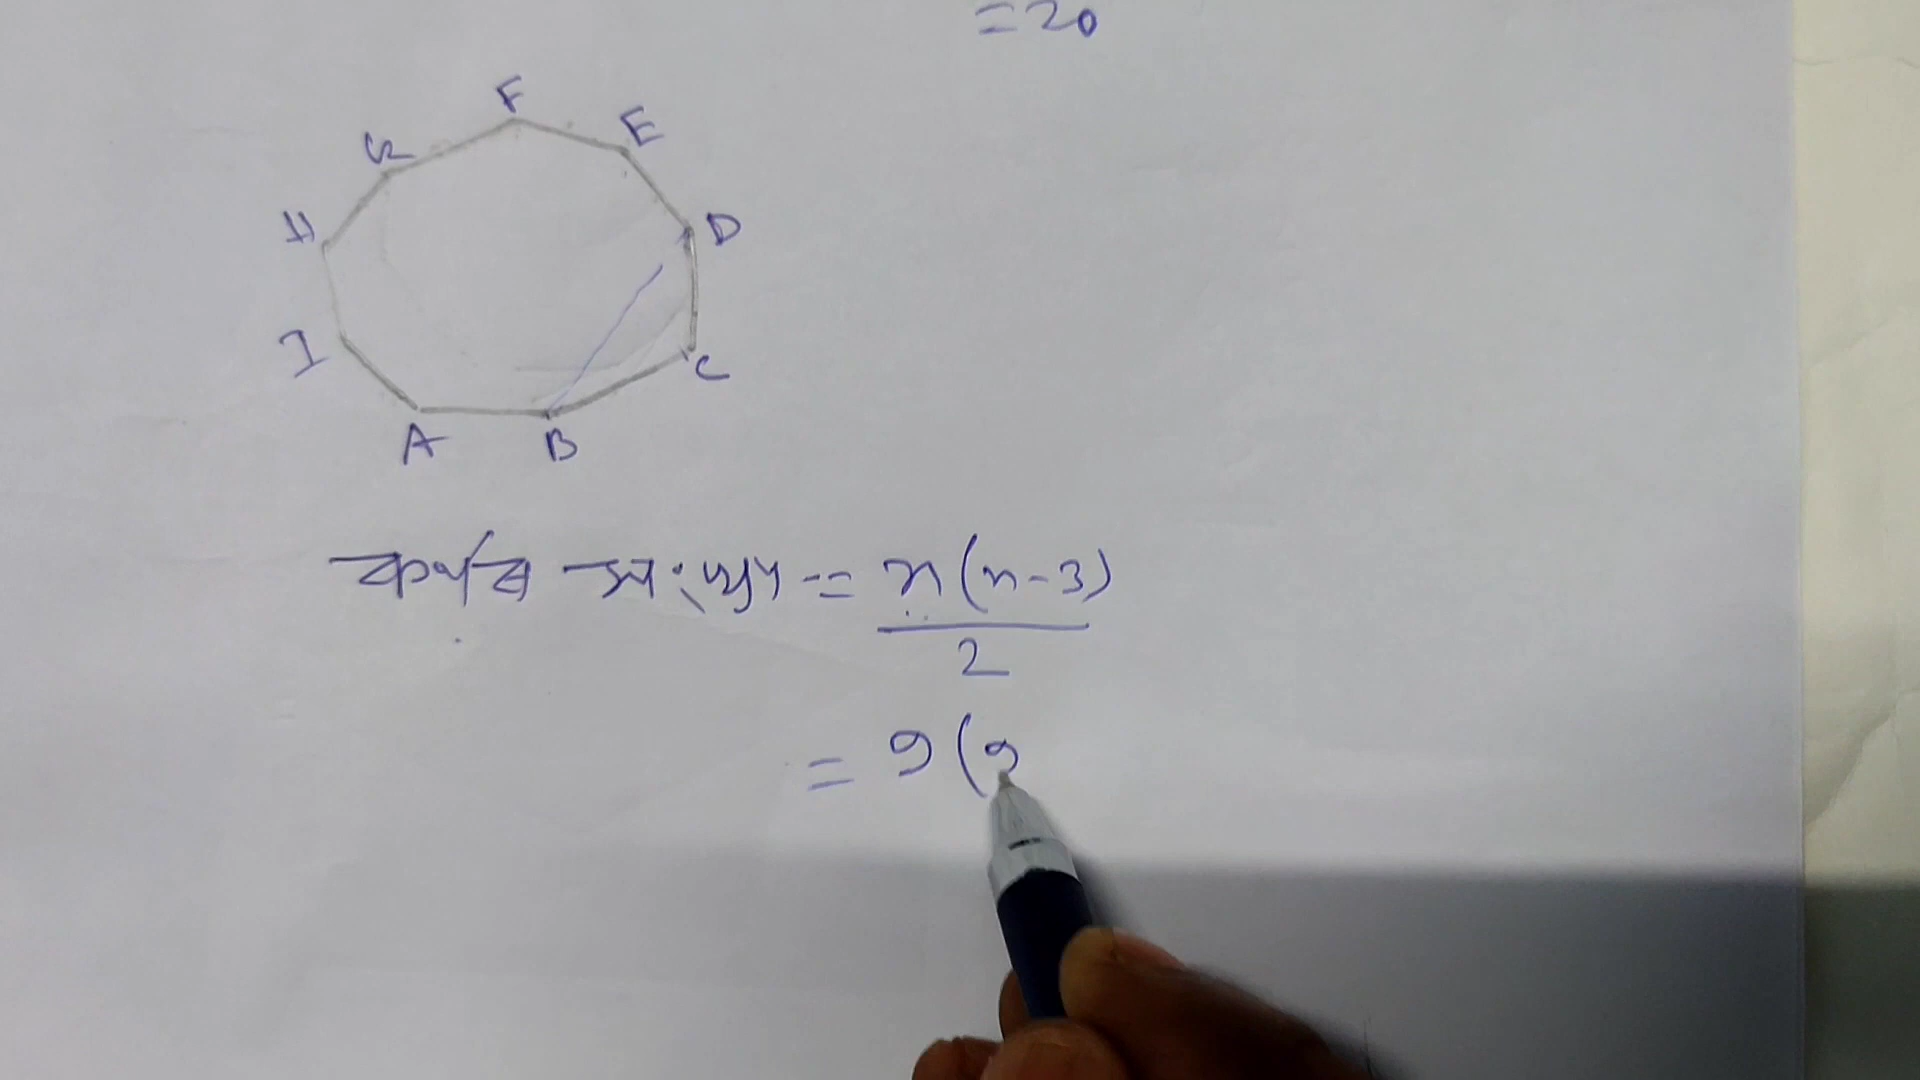 =20
F
E
G
H
D
I
C
A
B
কর্ণের সংখ্যা = n(n-3)
2
= 9(9